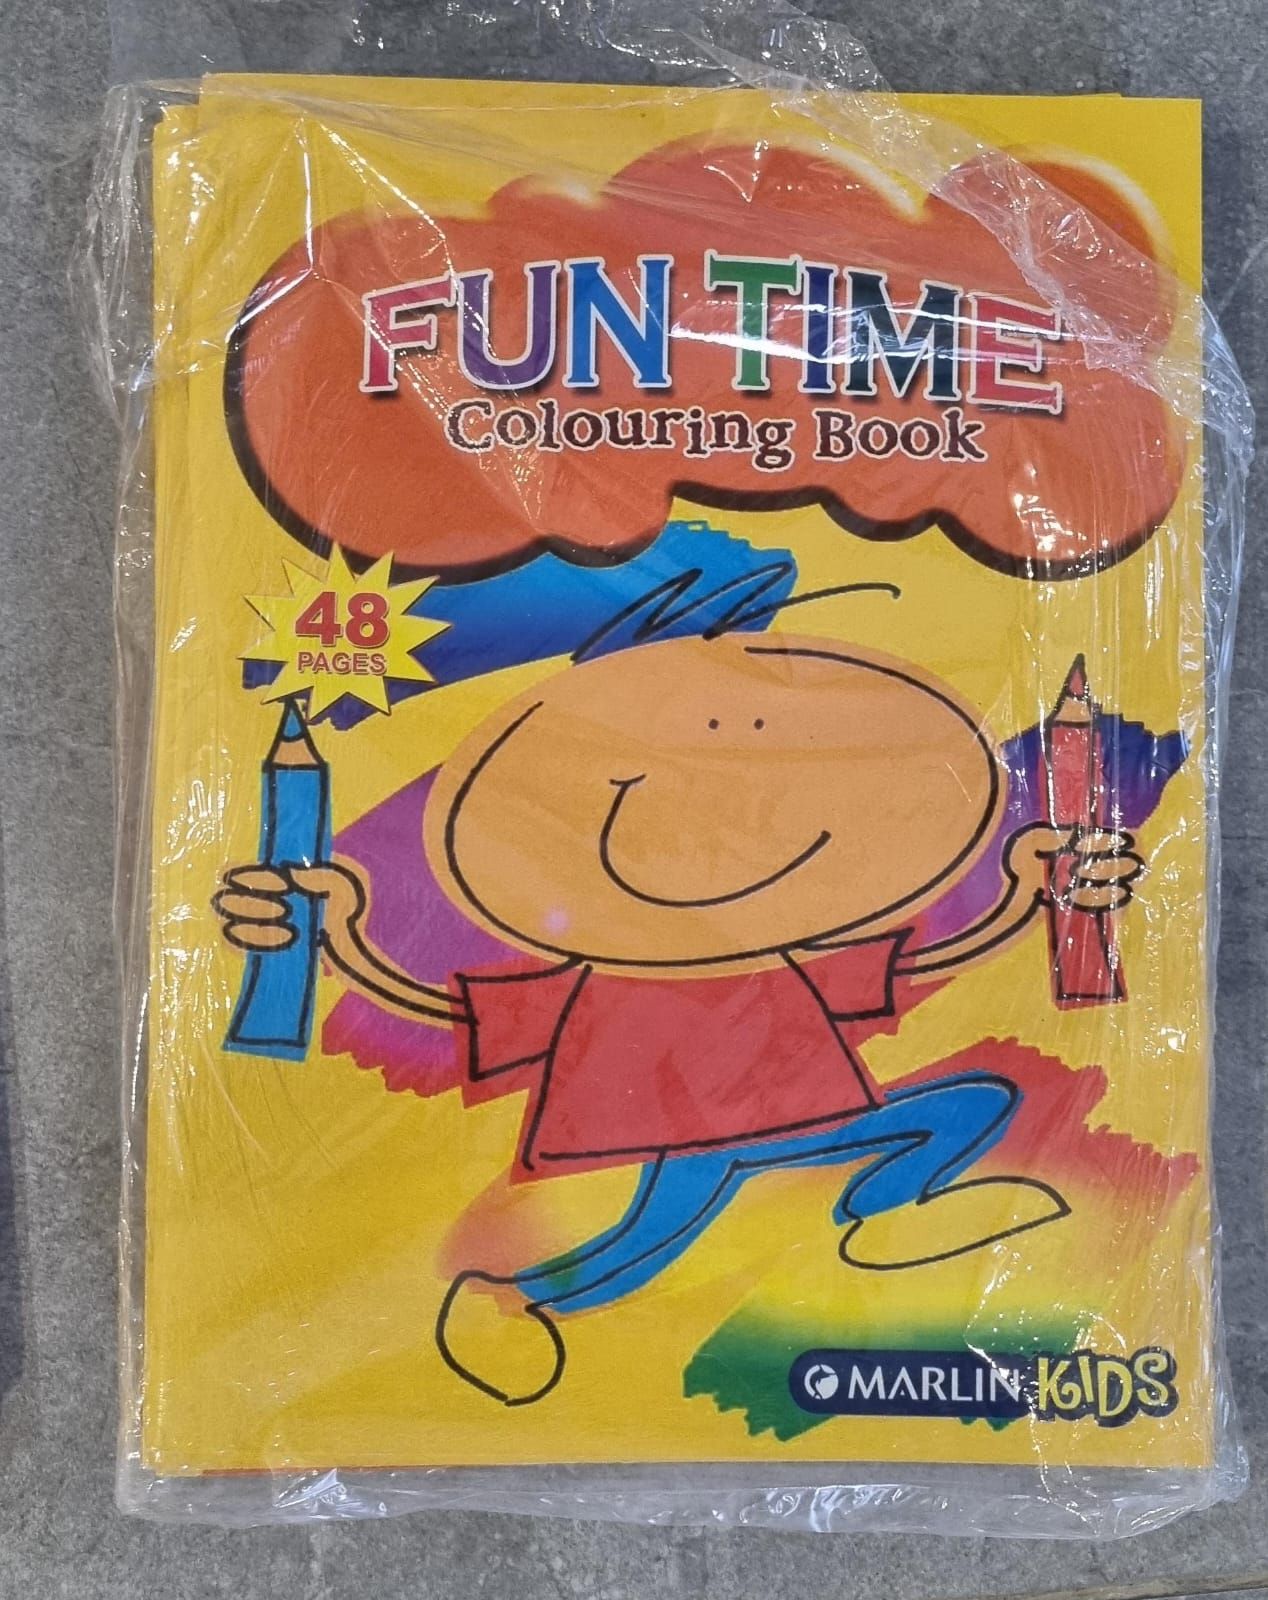 FUN TIME
Colouring Book
48
PAGES
MARLIN KIDS